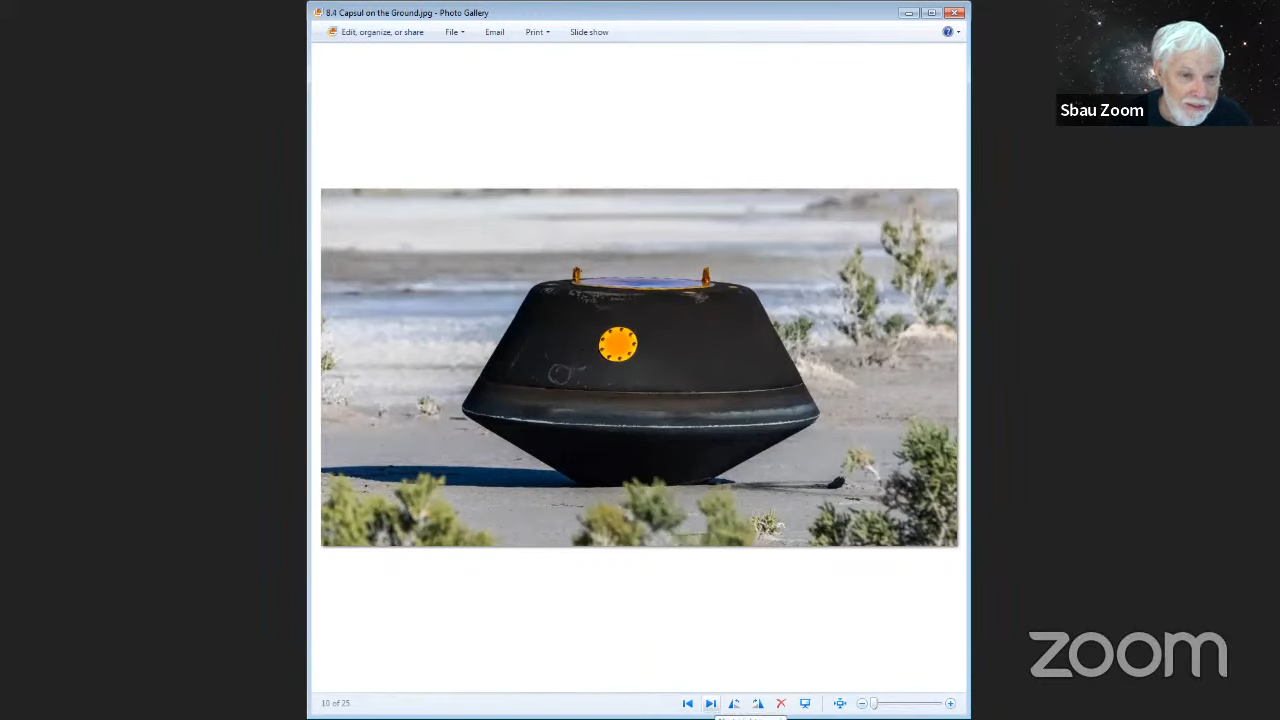 8.4 Capsul on the Ground.jpg - Photo Gallery
Edit, organize, or share File Email Print Slide show
Sbau Zoom
10 of 25
zoom